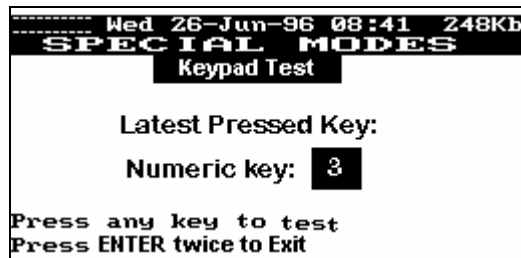 Wed 26-Jun-96 08:41 248Kb
SPECIAL MODES
Keypad Test
Latest Pressed Key:
Numeric key: 3
Press any key to test
Press ENTER twice to Exit